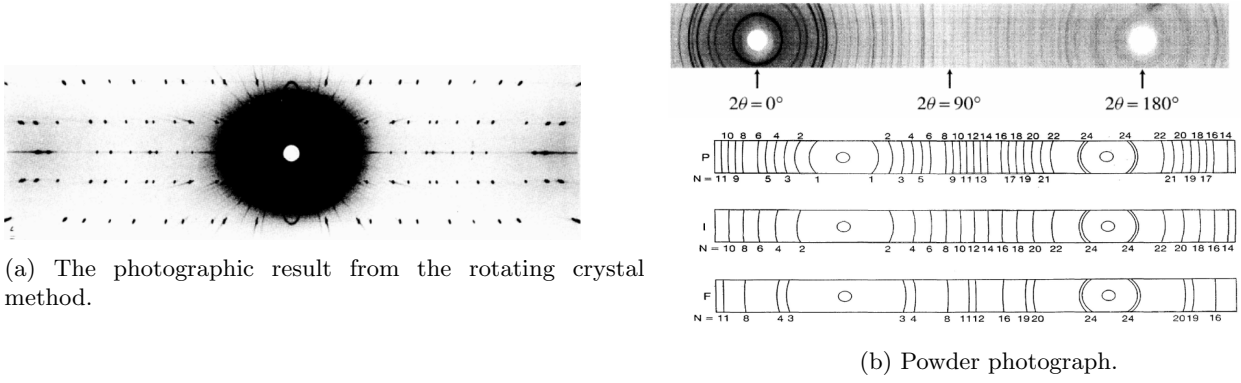 2θ = 0°   2θ = 90°   2θ = 180°
10 8 6 4 2 2 4 6 8 10 12 14 16 18 20 22 24 24 22 20 18 16 14
P
N = 11 9 5 3 1 1 3 5 9 11 13 17 19 21 21 19 17
I
N = 10 8 6 4 2 2 4 6 8 10 12 14 16 18 20 22 24 24 22 20 18 16 14
F
N = 11 8 4 3 3 4 8 11 12 16 19 20 24 24 20 19 16
(a) The photographic result from the rotating crystal
method.
(b) Powder photograph.